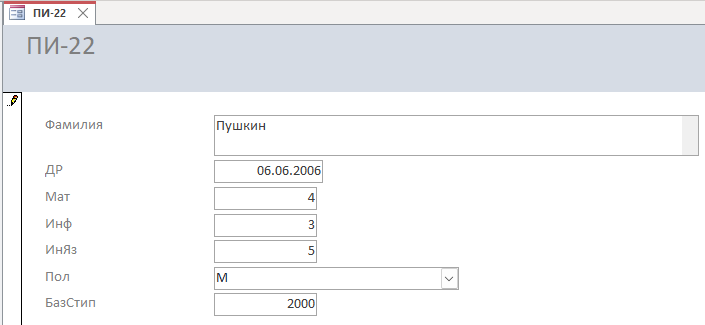 ПИ-22
ПИ-22
Фамилия Пушкин
ДР 06.06.2006
Мат 4
Инф 3
ИнЯз 5
Пол М
БазСтип 2000